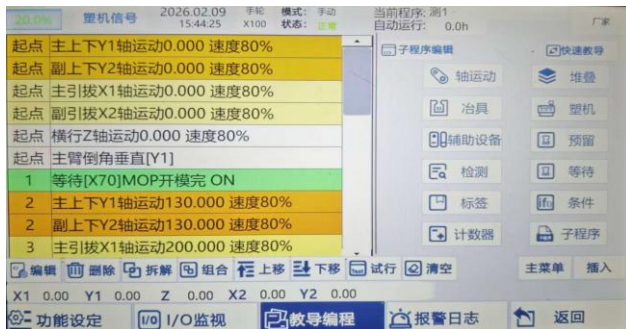 20.0% 塑机信号 2026.02.09 手轮 模式: 手动 当前程序: 测1
15:44:25 X100 状态: 正常 自动运行: 0.0h 厂家
起点 主上下Y1轴运动0.000 速度80%
起点 副上下Y2轴运动0.000 速度80%
起点 主引拔X1轴运动0.000 速度80%
起点 副引拔X2轴运动0.000 速度80%
起点 横行Z轴运动0.000 速度80%
起点 主臂倒角垂直[Y1]
1 等待[X70]MOP开模完 ON
2 主上下Y1轴运动130.000 速度80%
2 副上下Y2轴运动130.000 速度80%
3 主引拔X1轴运动200.000 速度80%
子程序编辑 快速教导
轴运动 堆叠
治具 塑机
辅助设备 预留
检测 等待
标签 条件
计数器 子程序
编辑 删除 拆解 组合 上移 下移 试行 清空 主菜单 插入
X1 0.00 Y1 0.00 Z 0.00 X2 0.00 Y2 0.00
功能设定 I/O I/O监视 教导编程 报警日志 返回